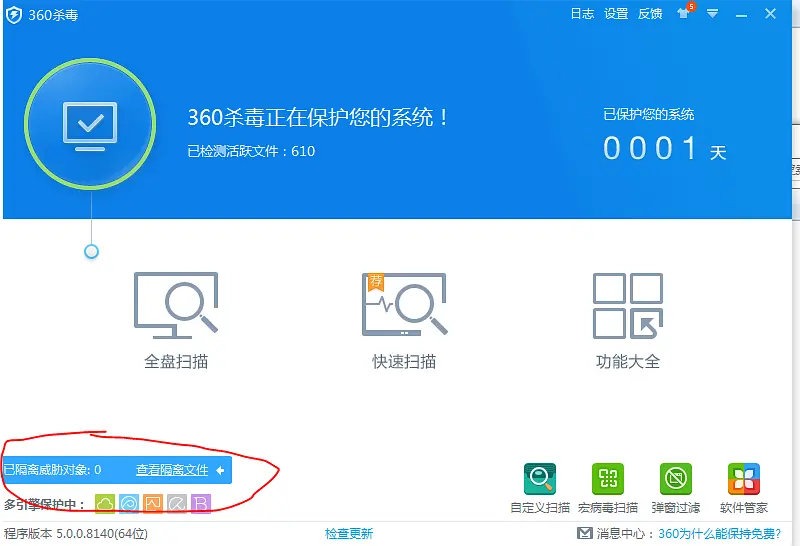 360杀毒
日志 设置 反馈 5
360杀毒正在保护您的系统！
已检测活跃文件：610
已保护您的系统
0001 天
荐
全盘扫描 快速扫描 功能大全
已隔离威胁对象: 0 查看隔离文件
多引擎保护中： B
自定义扫描 宏病毒扫描 弹窗过滤 软件管家
程序版本 5.0.0.8140(64位) 检查更新 消息中心：360为什么能保持免费?